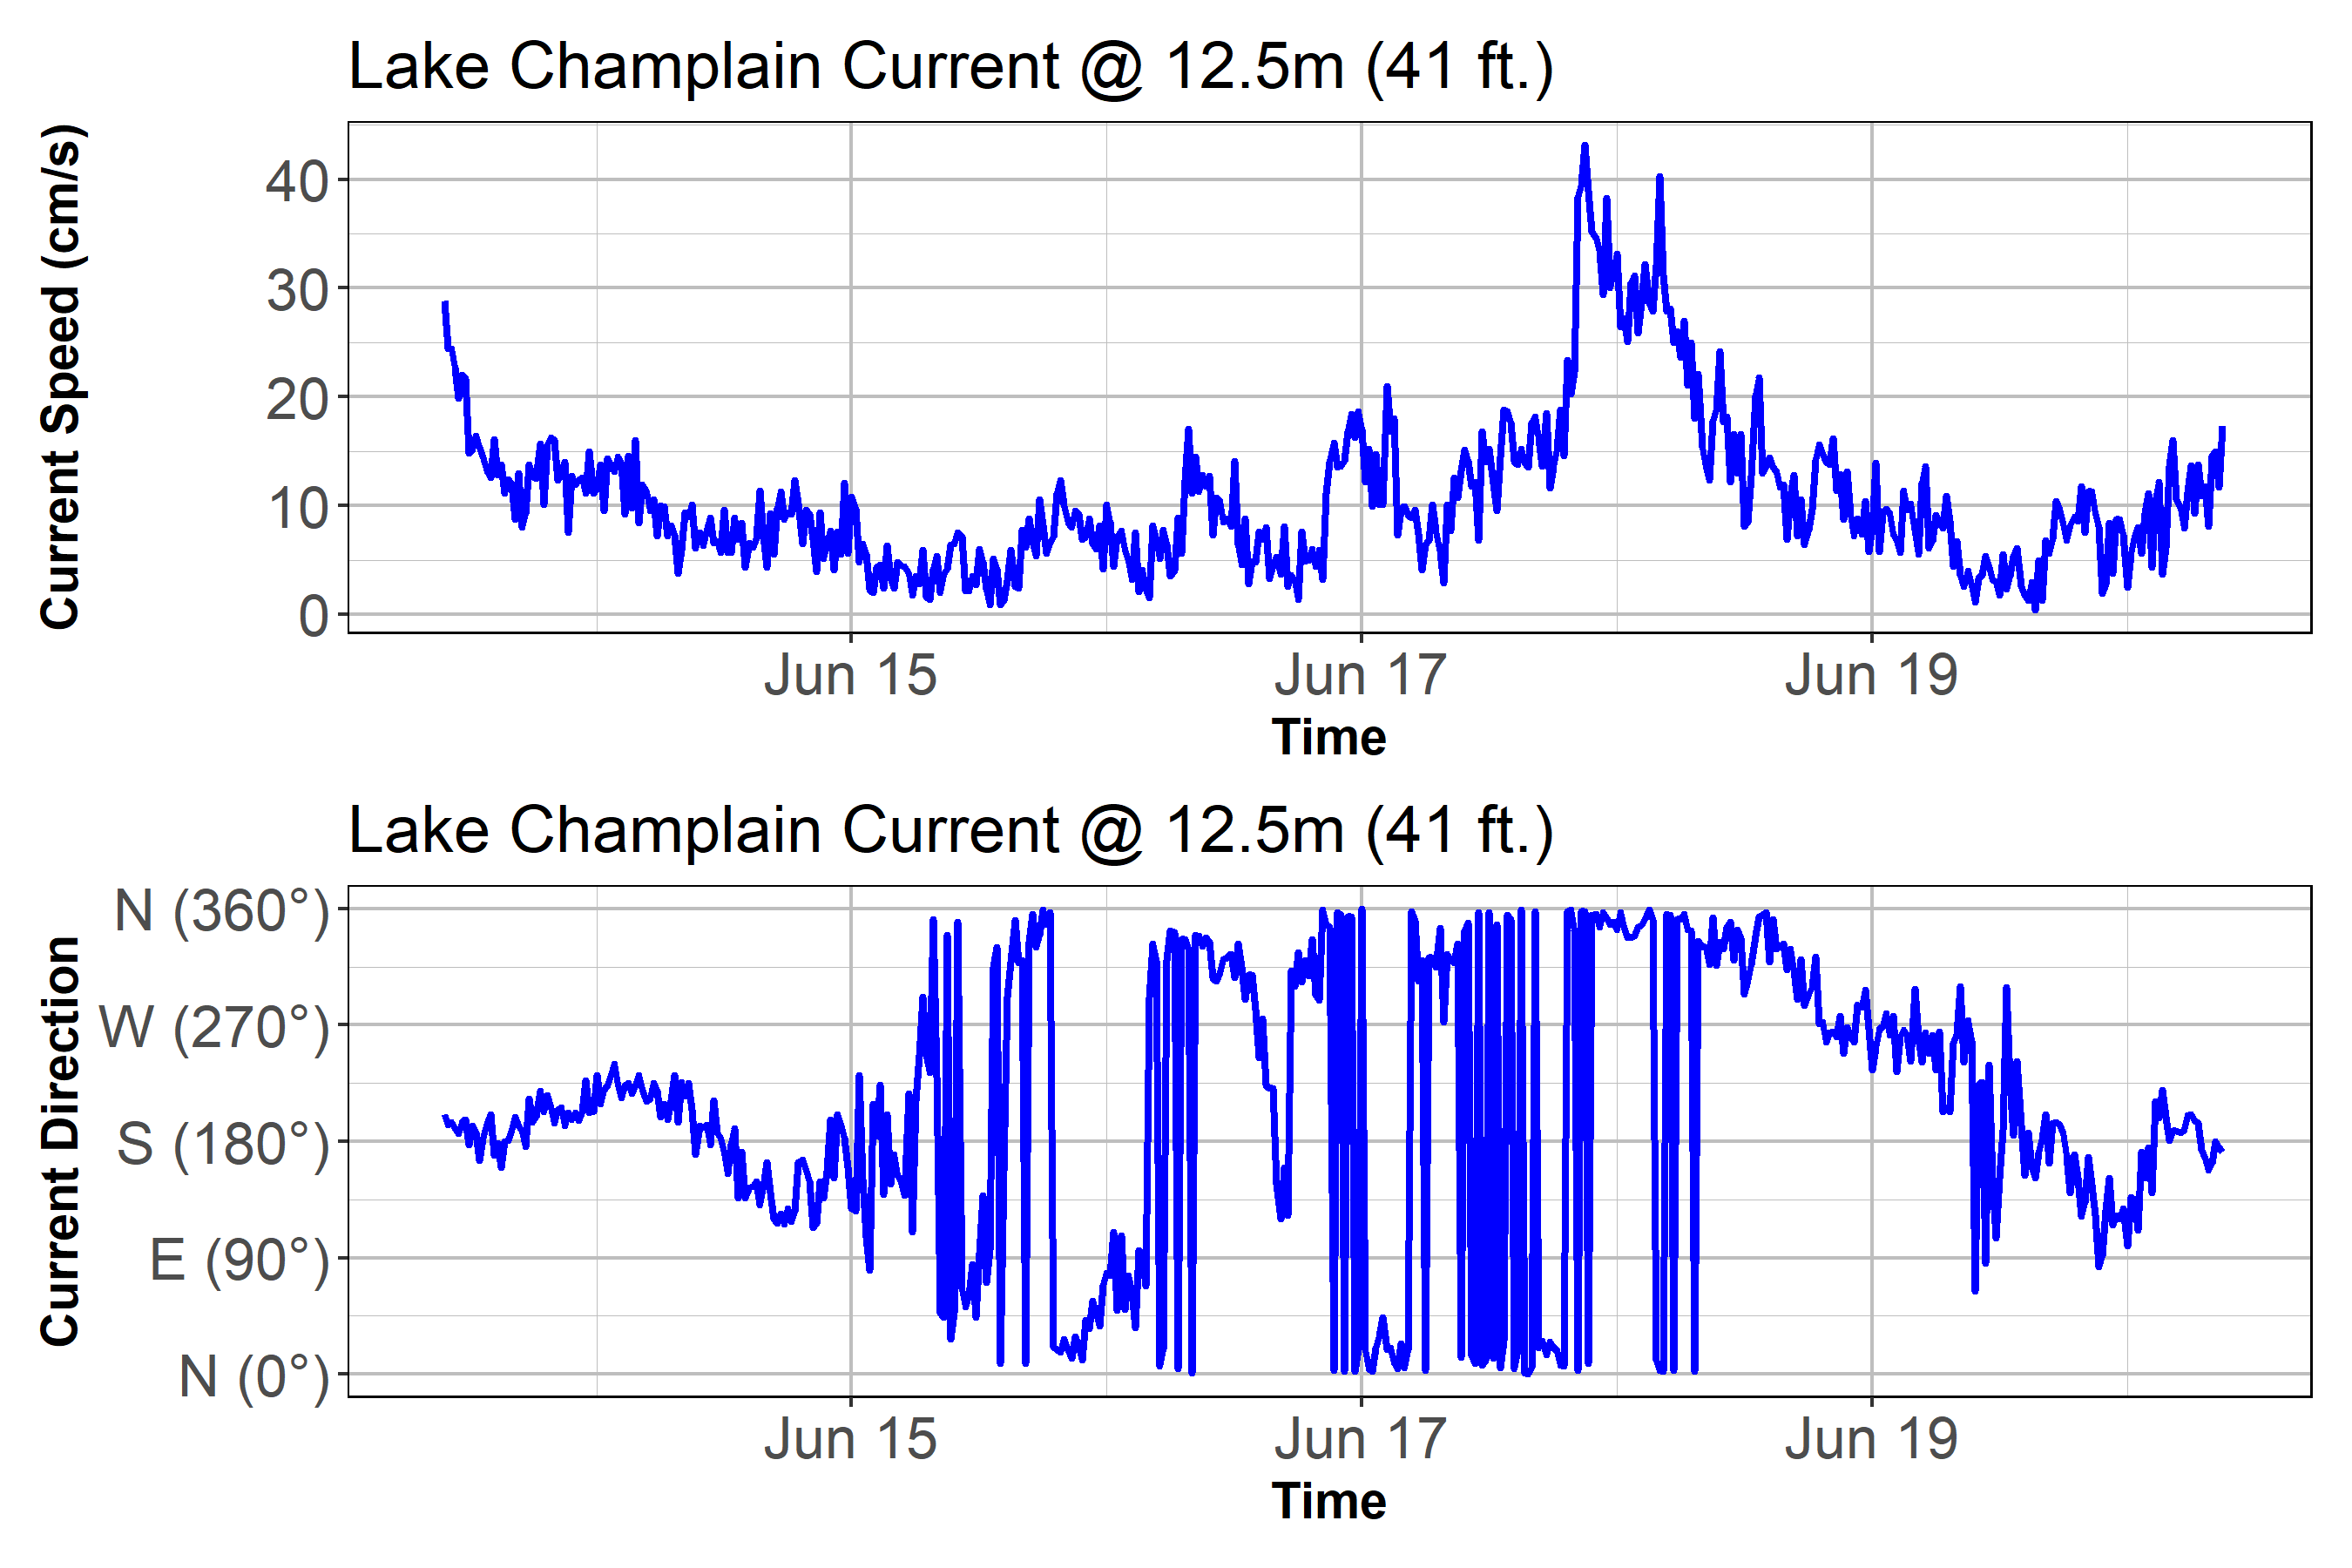 Lake Champlain Current @ 12.5m (41 ft.)
Current Speed (cm/s)
40
30
20
10
0
Jun 15 Jun 17 Jun 19
Time
Lake Champlain Current @ 12.5m (41 ft.)
Current Direction
N (360°)
W (270°)
S (180°)
E (90°)
N (0°)
Jun 15 Jun 17 Jun 19
Time